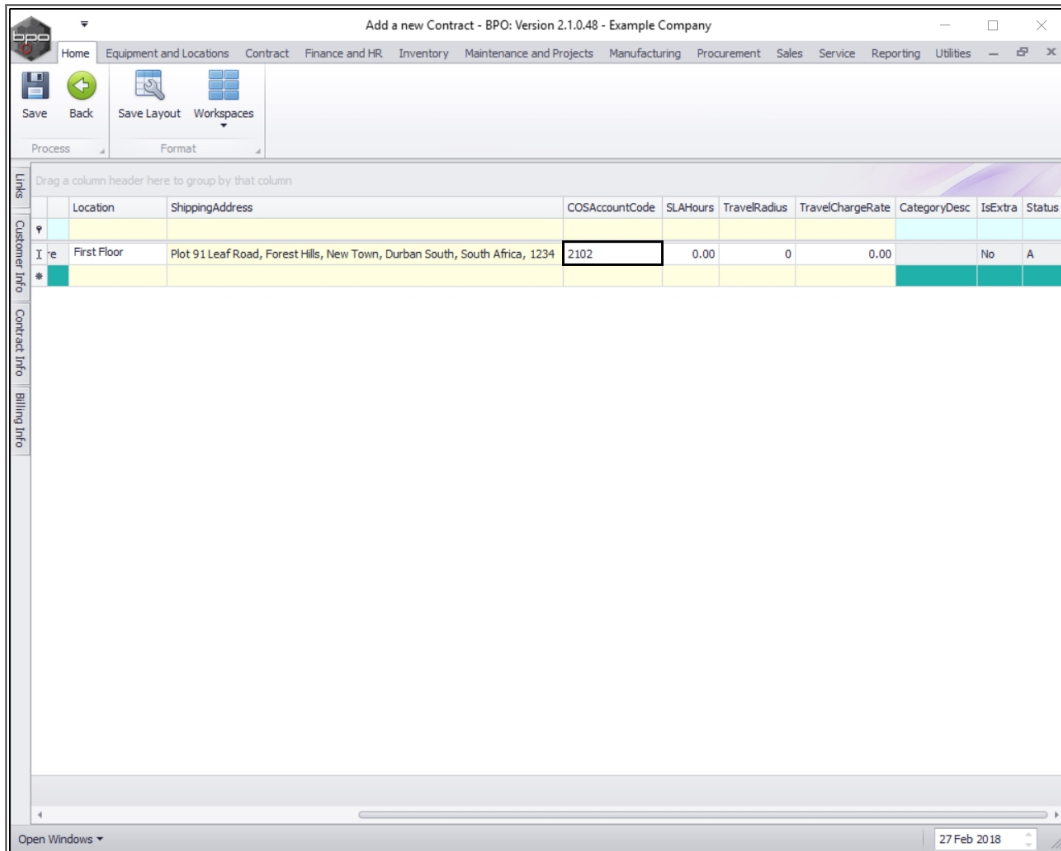 Add a new Contract - BPO: Version 2.1.0.48 - Example Company
bpo
Home Equipment and Locations Contract Finance and HR Inventory Maintenance and Projects Manufacturing Procurement Sales Service Reporting Utilities
Save Back Save Layout Workspaces
Process Format
Links
Customer Info
Contract Info
Billing Info
Drag a column header here to group by that column
Location ShippingAddress COSAccountCode SLAHours TravelRadius TravelChargeRate CategoryDesc IsExtra Status
re First Floor Plot 91 Leaf Road, Forest Hills, New Town, Durban South, South Africa, 1234 2102 0.00 0 0.00 No A
Open Windows 27 Feb 2018